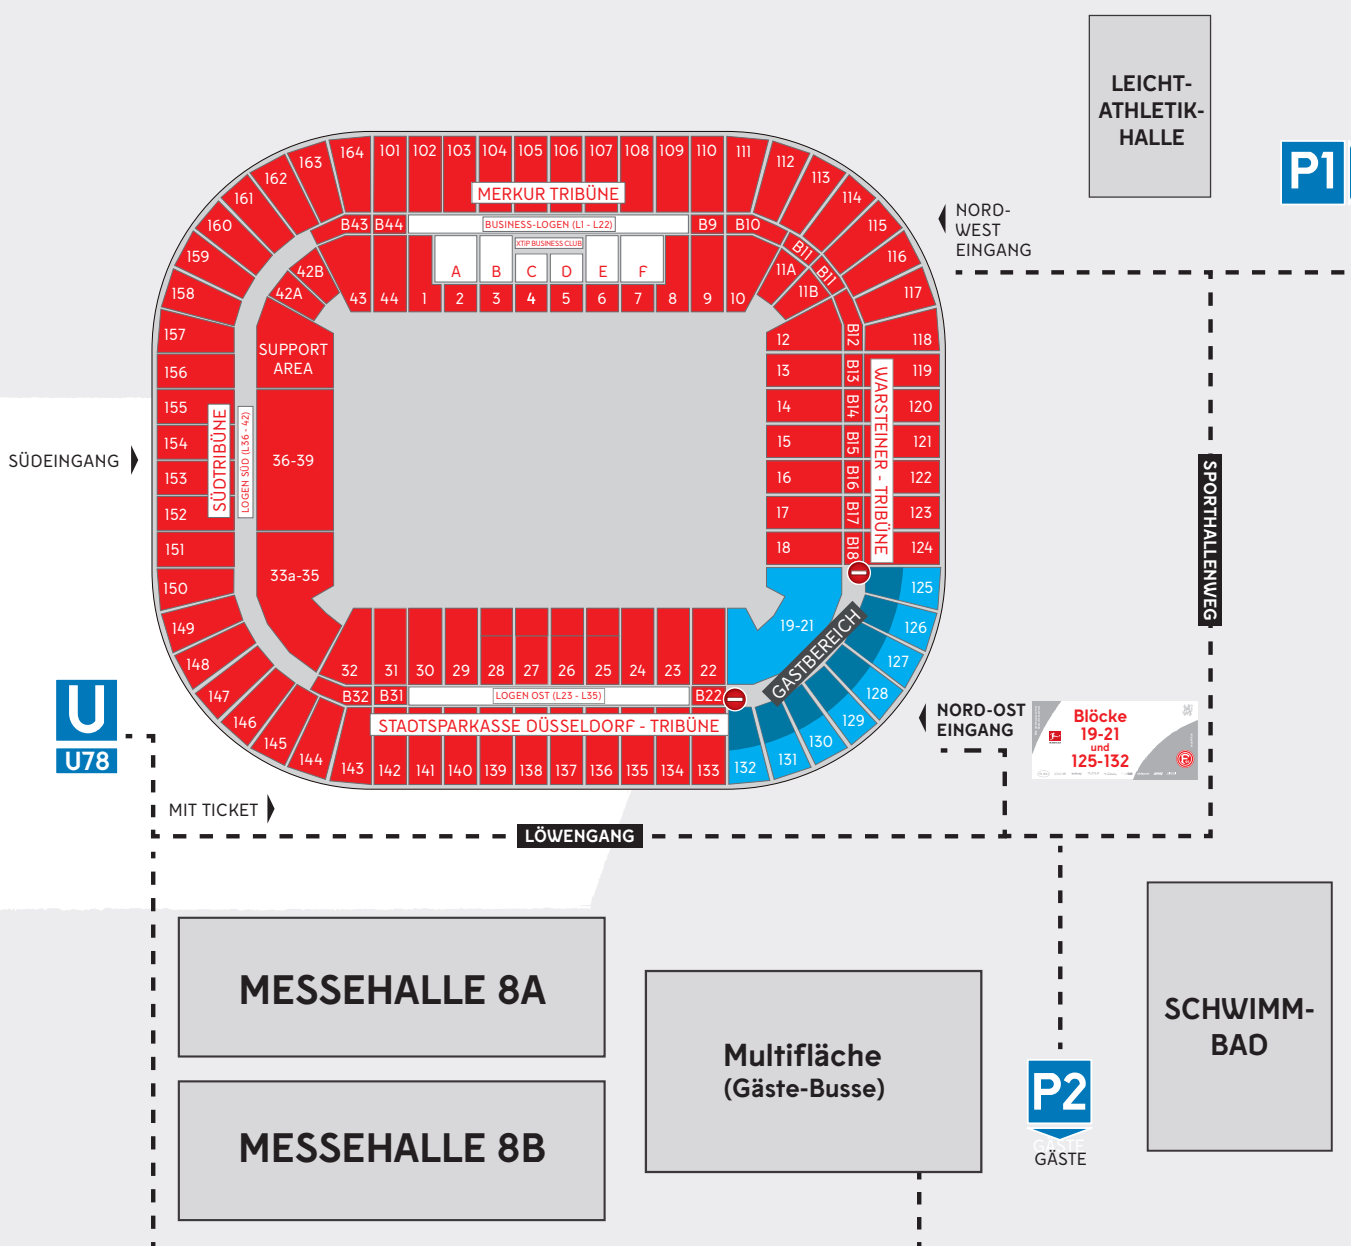 LEICHT-
ATHLETIK-
HALLE
P1
NORD-
WEST
EINGANG
164 101 102 103 104 105 106 107 108 109 110 111
163 112
162 113
161 114
160 115
159 116
158 117
157 118
156 119
155 120
154 121
153 122
152 123
151 124
150 125
149 126
148 127
147 128
146 129
145 130
144 131
143 142 141 140 139 138 137 136 135 134 133 132
MERKUR TRIBÜNE
B43 B44 BUSINESS-LOGEN (L1 - L22) B9 B10
XTiP BUSINESS CLUB
B11
B11
A B C D E F
42B
42A
11A
11B
43 44 1 2 3 4 5 6 7 8 9 10
SUPPORT
AREA
12 B12
13 B13
14 B14
15 B15
16 B16
17 B17
18 B18
SÜDTRIBÜNE
LOGEN SÜD (L36 - 42)
36-39
33a-35
WARSTEINER - TRIBÜNE
SÜDEINGANG
19-21
GASTBEREICH
32 31 30 29 28 27 26 25 24 23 22
B32 B31 LOGEN OST (L23 - L35) B22
STADTSPARKASSE DÜSSELDORF - TRIBÜNE
SPORTHALLENWEG
NORD-OST
EINGANG
Blöcke
19-21
und
125-132
U
U78
MIT TICKET
LÖWENGANG
MESSEHALLE 8A
MESSEHALLE 8B
Multifläche
(Gäste-Busse)
P2
GÄSTE
GÄSTE
SCHWIMM-
BAD